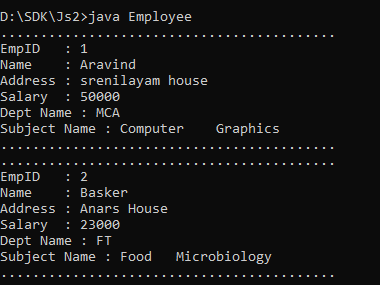 D:\SDK\Js2>java Employee
..........................................
EmpID   : 1
Name    : Aravind
Address : srenilayam house
Salary  : 50000
Dept Name : MCA
Subject Name : Computer    Graphics
..........................................
..........................................
EmpID   : 2
Name    : Basker
Address : Anars House
Salary  : 23000
Dept Name : FT
Subject Name : Food   Microbiology
..........................................